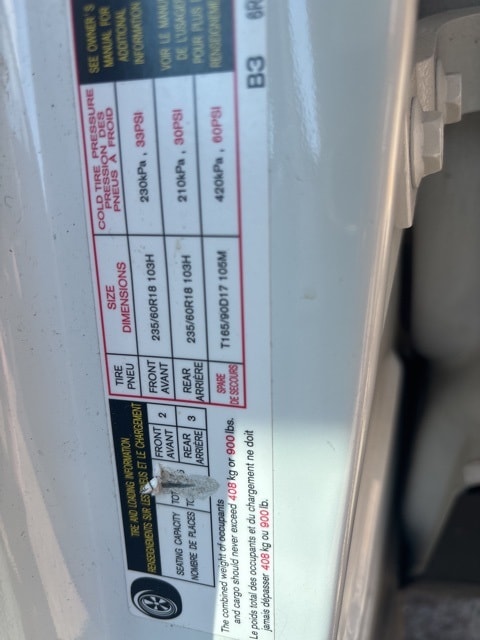 TIRE AND LOADING INFORMATION
RENSEIGNEMENTS SUR LES PNEUS ET LE CHARGEMENT
SEATING CAPACITY
NOMBRE DE PLACES
FRONT
AVANT 2
REAR
ARRIÈRE 3
The combined weight of occupants
and cargo should never exceed 408 kg or 900 lbs.
Le poids total des occupants et du chargement ne doit
jamais dépasser 408 kg ou 900 lb.
TIRE
PNEU
SIZE
DIMENSIONS
COLD TIRE PRESSURE
PRESSION DES
PNEUS À FROID
FRONT
AVANT
235/60R18 103H
230kPa , 33PSI
REAR
ARRIÈRE
235/60R18 103H
210kPa , 30PSI
SPARE
DE SECOURS
T165/90D17 105M
420kPa , 60PSI
SEE OWNER'S
MANUAL FOR
ADDITIONAL
INFORMATION
VOIR LE
POUR PLUS
B3